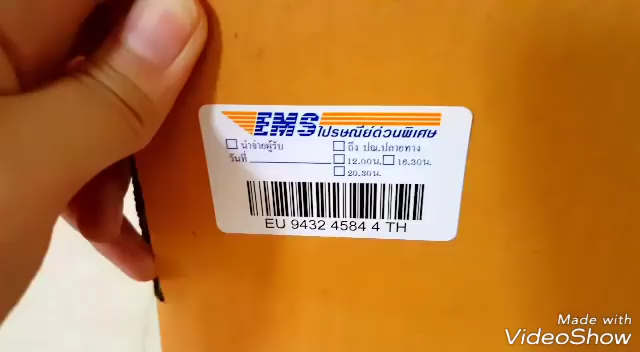 EMS ไปรษณีย์ด่วนพิเศษ
นำจ่ายผู้รับ ถึง ปณ.ปลายทาง
วันที่ 12.00น. 16.30น.
20.30น.
EU 9432 4584 4 TH
Made with
VideoShow